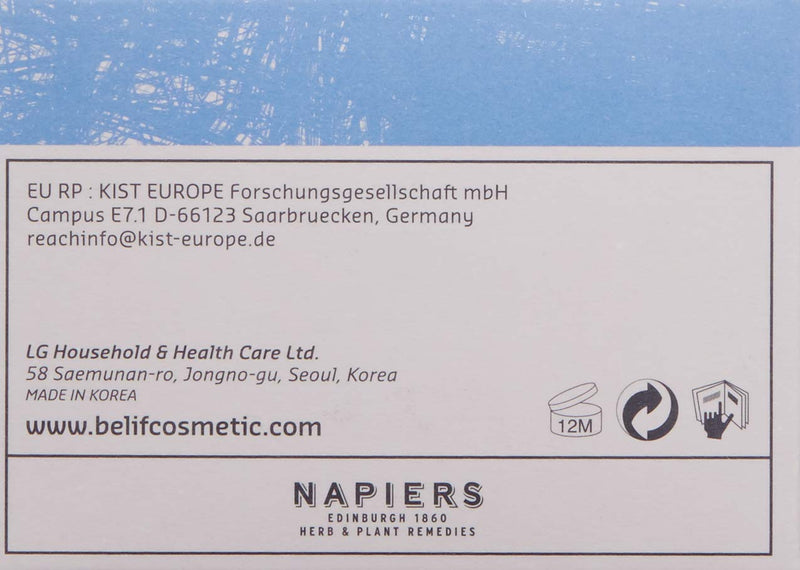 EU RP : KIST EUROPE Forschungsgesellschaft mbH
Campus E7.1 D-66123 Saarbruecken, Germany
reachinfo@kist-europe.de
LG Household & Health Care Ltd.
58 Saemunan-ro, Jongno-gu, Seoul, Korea
MADE IN KOREA
www.belifcosmetic.com
12M
NAPIERS
EDINBURGH 1860
HERB & PLANT REMEDIES